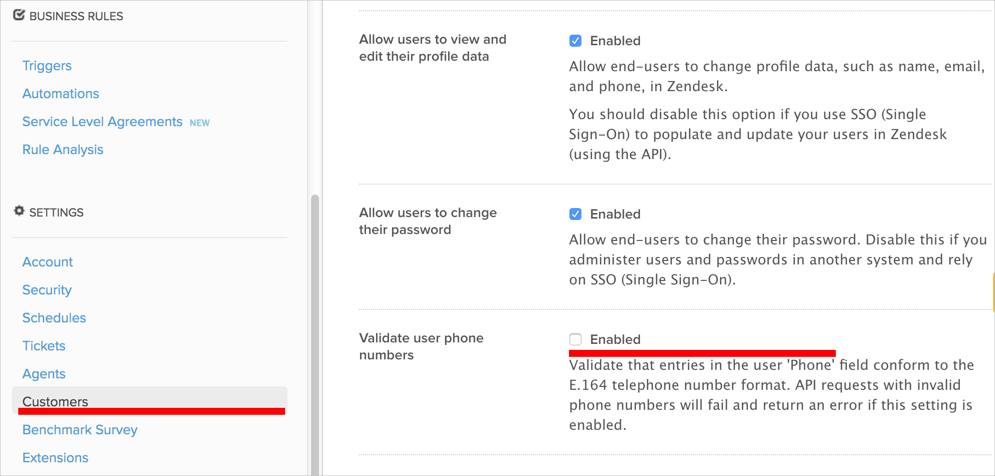 BUSINESS RULES
Triggers
Automations
Service Level Agreements NEW
Rule Analysis
SETTINGS
Account
Security
Schedules
Tickets
Agents
Customers
Benchmark Survey
Extensions
Allow users to view and
edit their profile data
Enabled
Allow end-users to change profile data, such as name, email,
and phone, in Zendesk.
You should disable this option if you use SSO (Single
Sign-On) to populate and update your users in Zendesk
(using the API).
Allow users to change
their password
Enabled
Allow end-users to change their password. Disable this if you
administer users and passwords in another system and rely
on SSO (Single Sign-On).
Validate user phone
numbers
Enabled
Validate that entries in the user 'Phone' field conform to the
E.164 telephone number format. API requests with invalid
phone numbers will fail and return an error if this setting is
enabled.